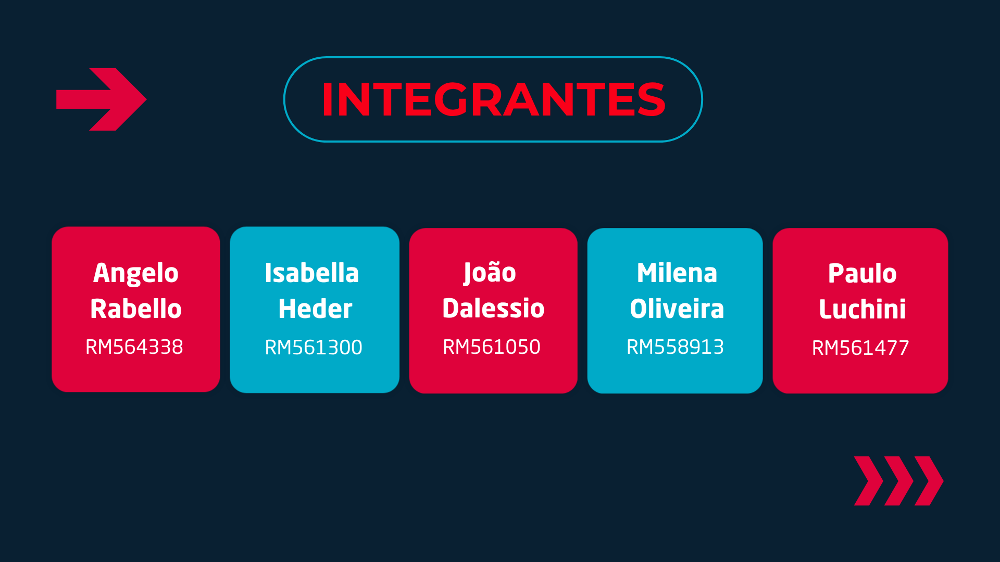 INTEGRANTES
Angelo
Rabello
RM564338
Isabella
Heder
RM561300
João
Dalessio
RM561050
Milena
Oliveira
RM558913
Paulo
Luchini
RM561477